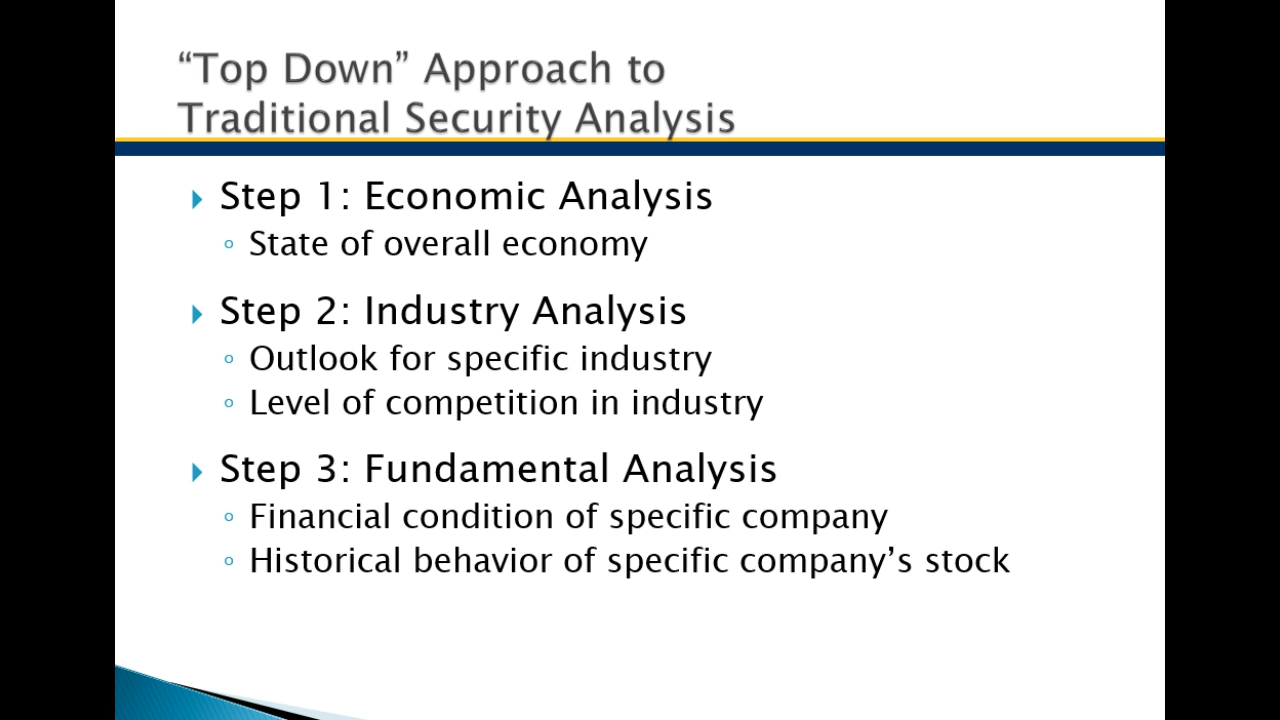 “Top Down” Approach to
Traditional Security Analysis
Step 1: Economic Analysis
State of overall economy
Step 2: Industry Analysis
Outlook for specific industry
Level of competition in industry
Step 3: Fundamental Analysis
Financial condition of specific company
Historical behavior of specific company’s stock